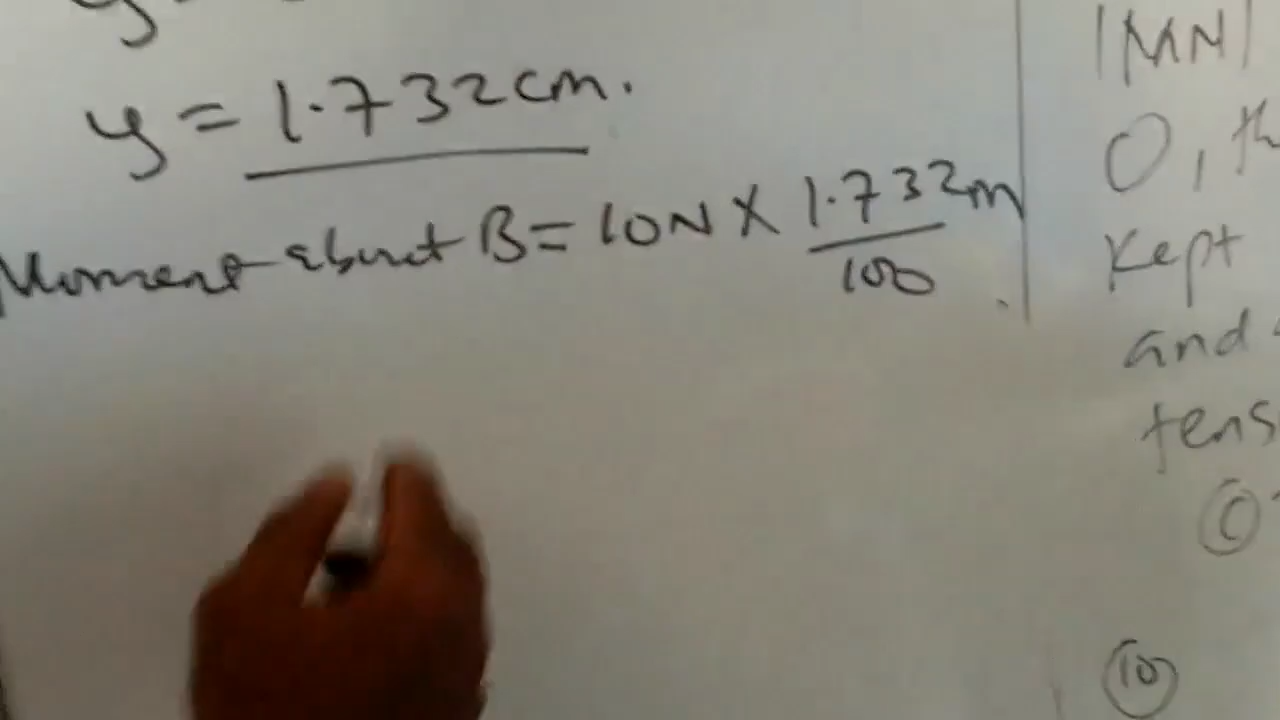 y = 1.732cm.
Moment about B = 10N X 1.732m
100
|MN|
O, th
Kept
and
tens
10